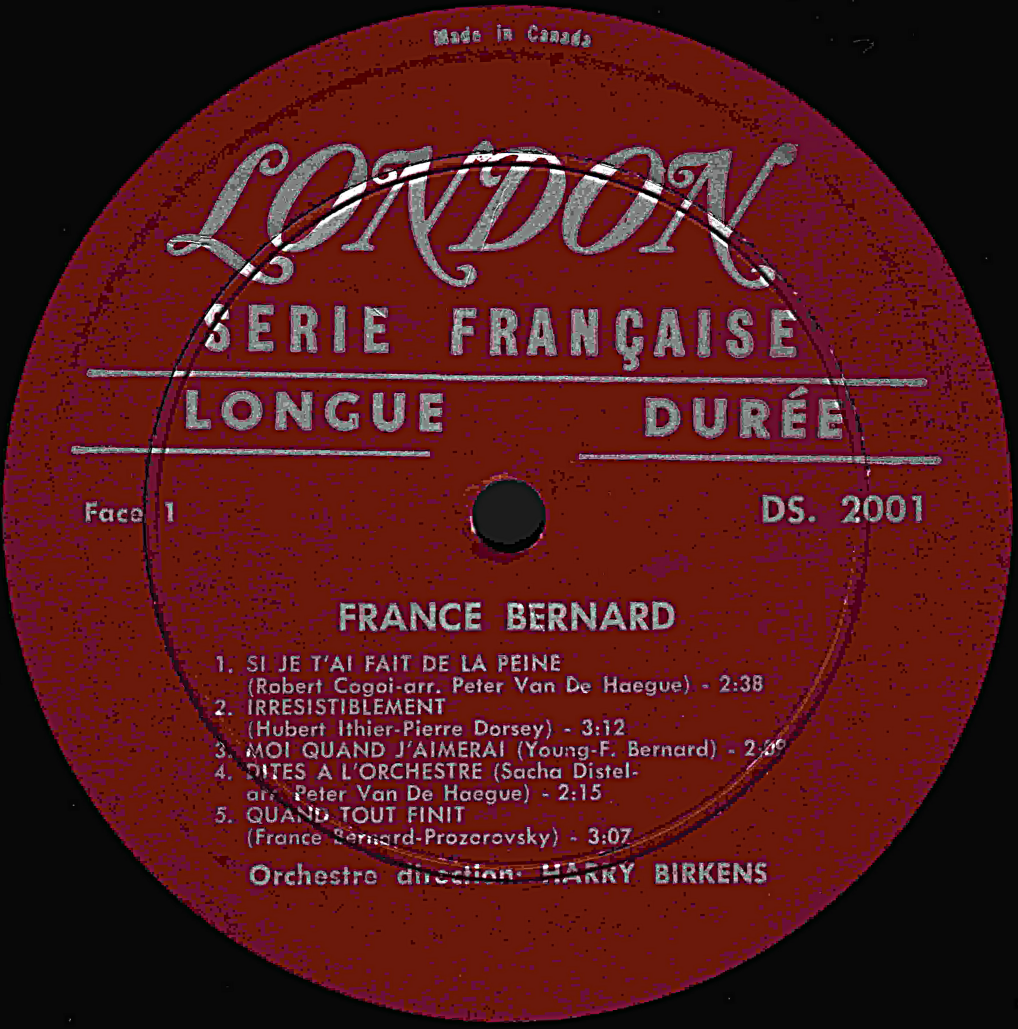 Made in Canada
LONDON
SERIE FRANÇAISE
LONGUE DURÉE
Face 1 DS. 2001
FRANCE BERNARD
1. SI JE T'AI FAIT DE LA PEINE
(Robert Cogoi-arr. Peter Van De Haegue) - 2:38
2. IRRESISTIBLEMENT
(Hubert Ithier-Pierre Dorsey) - 3:12
3. MOI QUAND J'AIMERAI (Young-F. Bernard) - 2:09
4. DITES A L'ORCHESTRE (Sacha Distel-
arr. Peter Van De Haegue) - 2:15
5. QUAND TOUT FINIT
(France Bernard-Prozorovsky) - 3:07
Orchestre direction: HARRY BIRKENS